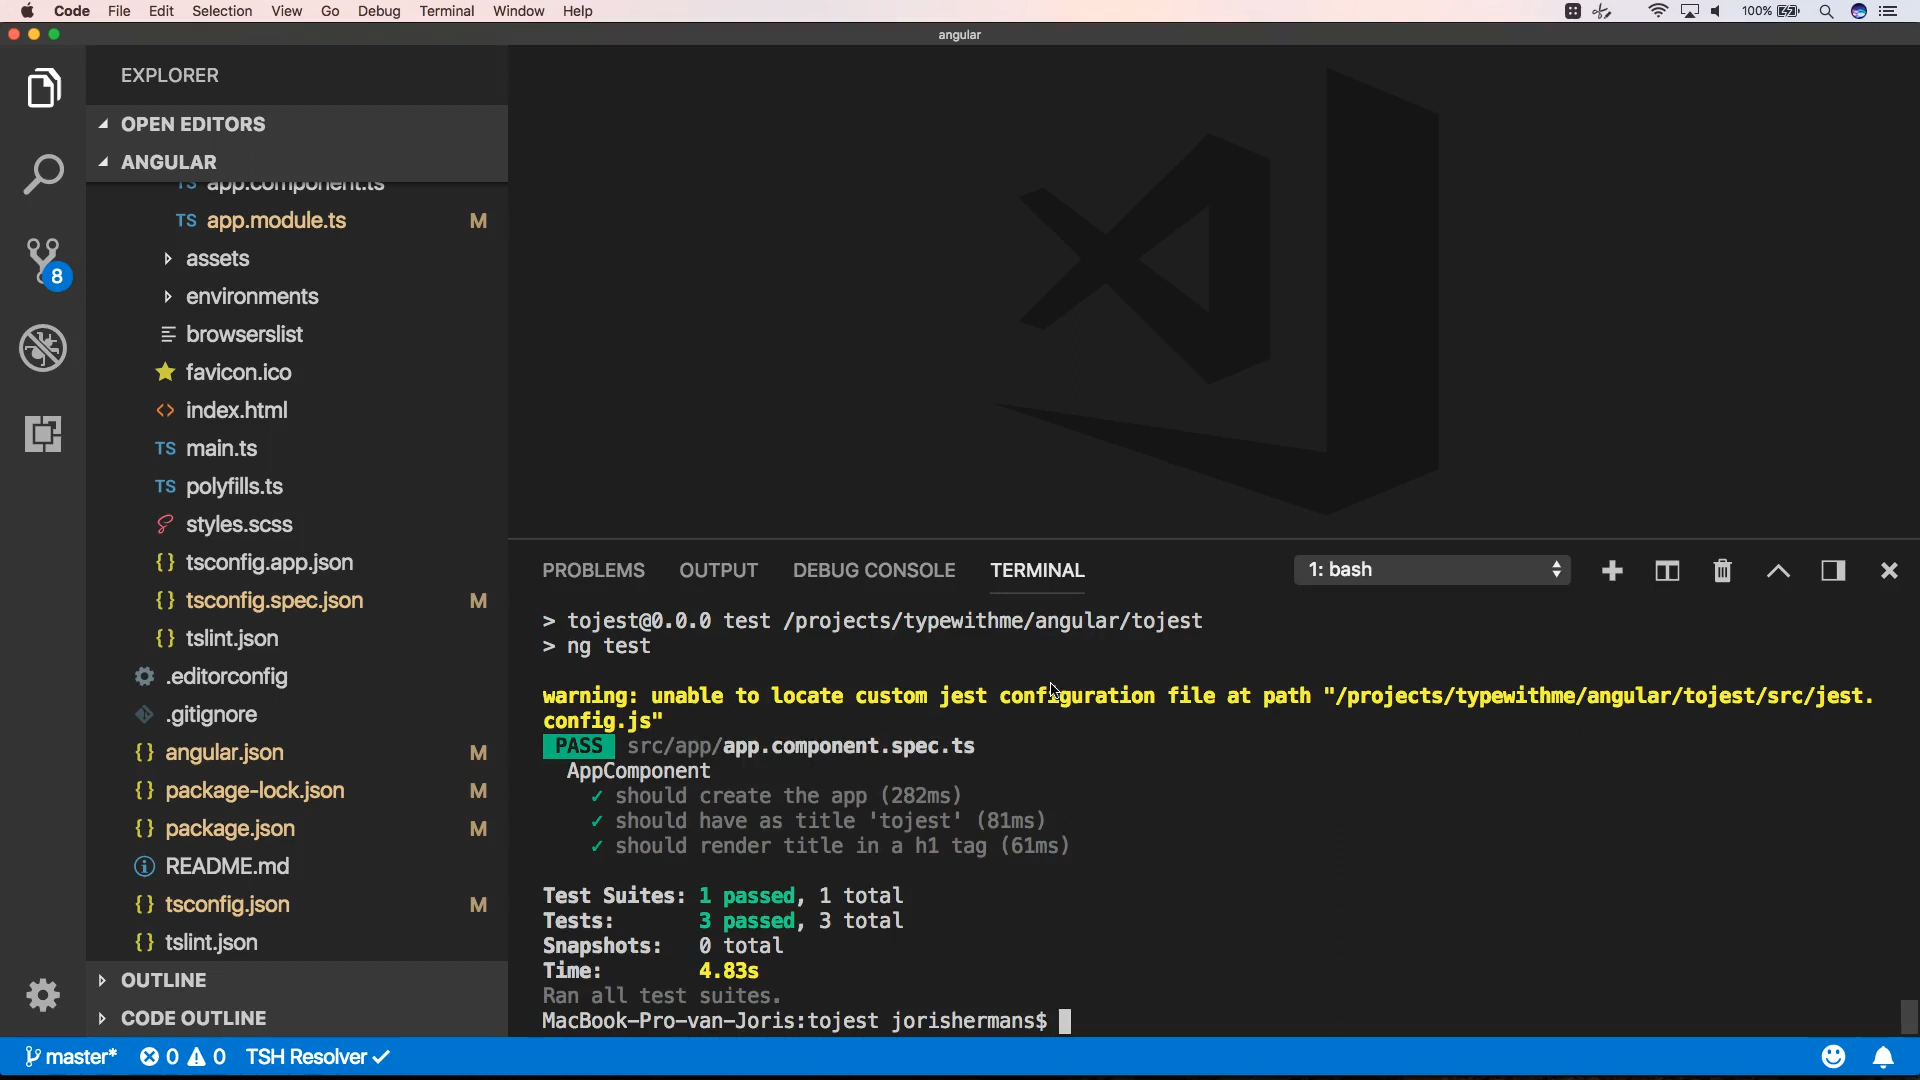 Code File Edit Selection View Go Debug Terminal Window Help 100%
angular
EXPLORER
OPEN EDITORS
ANGULAR
TS app.component.ts
TS app.module.ts M
assets
environments
browserslist
favicon.ico
index.html
TS main.ts
TS polyfills.ts
styles.scss
{} tsconfig.app.json
{} tsconfig.spec.json M
{} tslint.json
.editorconfig
.gitignore
{} angular.json M
{} package-lock.json M
{} package.json M
README.md
{} tsconfig.json M
{} tslint.json
OUTLINE
CODE OUTLINE
8
PROBLEMS OUTPUT DEBUG CONSOLE TERMINAL 1: bash
> tojest@0.0.0 test /projects/typewithme/angular/tojest
> ng test
warning: unable to locate custom jest configuration file at path "/projects/typewithme/angular/tojest/src/jest.
config.js"
PASS src/app/app.component.spec.ts
AppComponent
✓ should create the app (282ms)
✓ should have as title 'tojest' (81ms)
✓ should render title in a h1 tag (61ms)
Test Suites: 1 passed, 1 total
Tests: 3 passed, 3 total
Snapshots: 0 total
Time: 4.83s
Ran all test suites.
MacBook-Pro-van-Joris:tojest jorishermans$
master* 0 0 TSH Resolver ✓